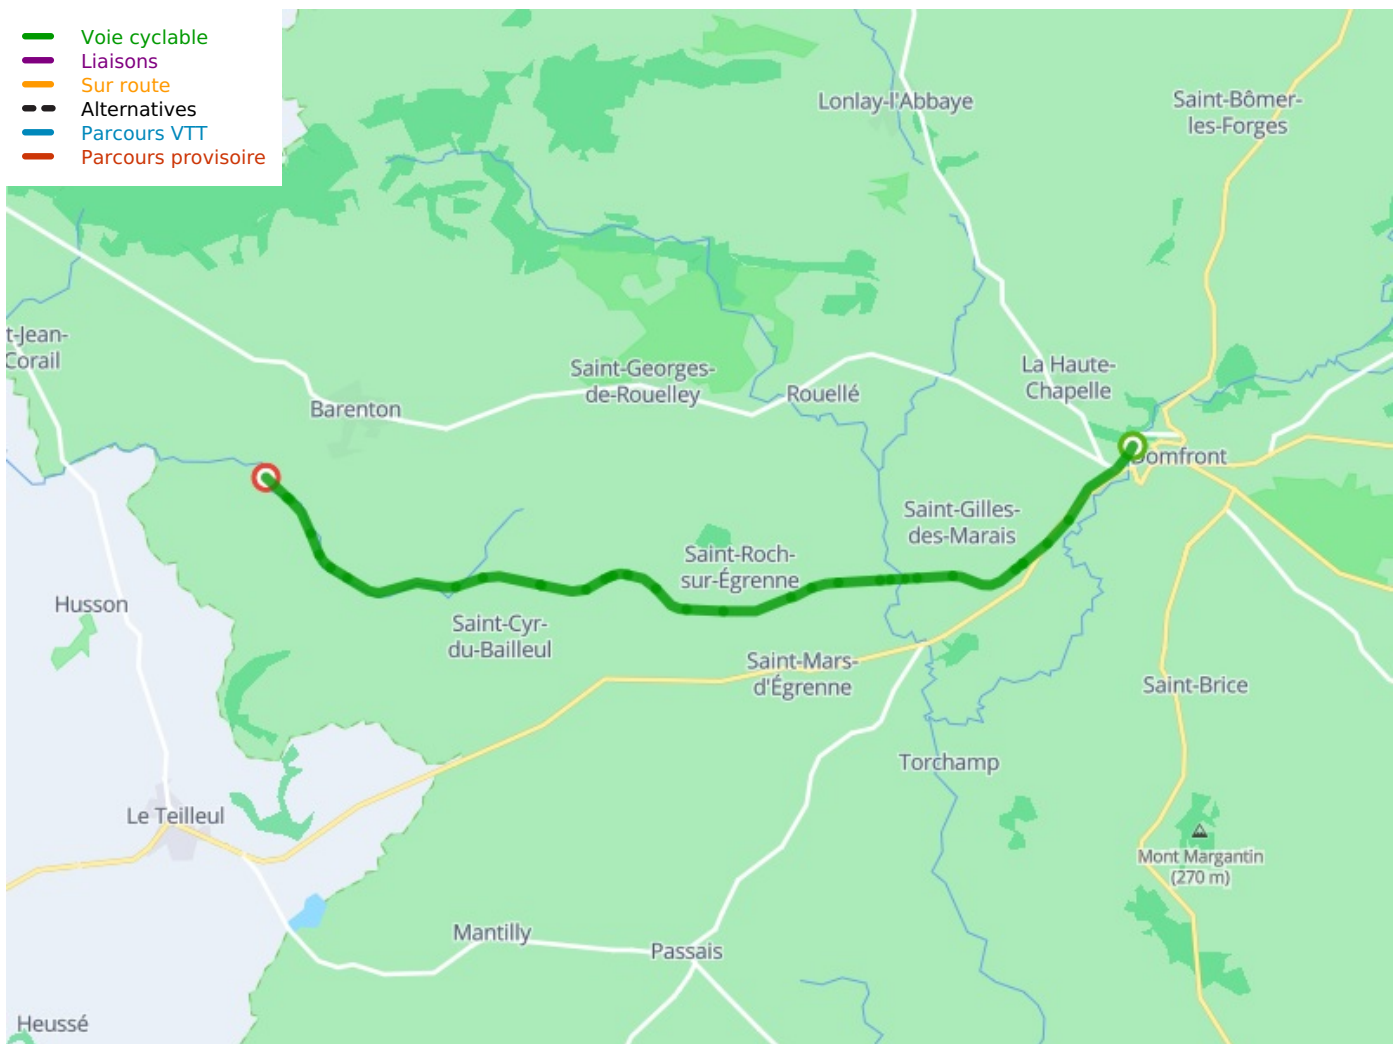 Voie cyclable
Liaisons
Sur route
Alternatives
Parcours VTT
Parcours provisoire
Lonlay-l'Abbaye
Saint-Bômer-
les-Forges
t-Jean-
Corail
Saint-Georges-
de-Rouelley
Rouellé
La Haute-
Chapelle
Barenton
Domfront
Saint-Gilles-
des-Marais
Saint-Roch-
sur-Égrenne
Husson
Saint-Cyr-
du-Bailleul
Saint-Mars-
d'Égrenne
Saint-Brice
Torchamp
Le Teilleul
Mont Margantin
(270 m)
Mantilly
Passais
Heussé